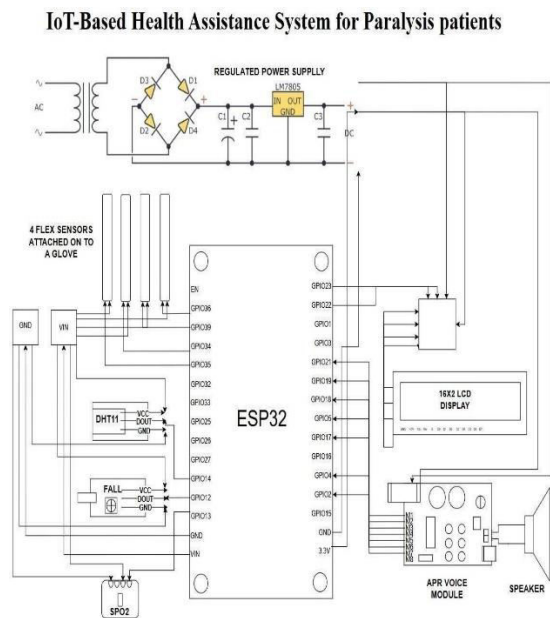 IoT-Based Health Assistance System for Paralysis patients
REGULATED POWER SUPPLLY
LM7805
IN OUT
GND
AC
D3
D1
D2
D4
−
+
C1
+
C2
C3
+
DC
−
4 FLEX SENSORS
ATTACHED ON TO
A GLOVE
GND
VIN
DHT11
VCC
DOUT
GND
FALL
VCC
DOUT
GND
SPO2
ESP32
EN
GPIO36
GPIO39
GPIO34
GPIO35
GPIO32
GPIO33
GPIO25
GPIO26
GPIO27
GPIO14
GPIO12
GPIO13
GND
VIN
GPIO23
GPIO22
GPIO1
GPIO3
GPIO21
GPIO19
GPIO18
GPIO5
GPIO17
GPIO16
GPIO4
GPIO2
GPIO15
GND
3.3V
16X2 LCD
DISPLAY
APR VOICE
MODULE
SPEAKER